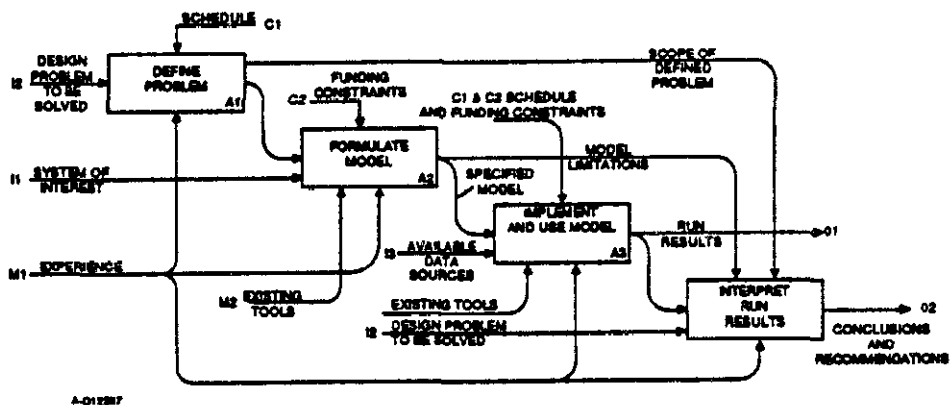 SCHEDULE C1
I2 DESIGN
PROBLEM
TO BE
SOLVED
DEFINE
PROBLEM
A1
SCOPE OF
DEFINED
PROBLEM
FUNDING
C2 CONSTRAINTS
C1 & C2 SCHEDULE
AND FUNDING CONSTRAINTS
FORMULATE
MODEL
A2
MODEL
LIMITATIONS
I1 SYSTEM OF
INTEREST
SPECIFIED
MODEL
IMPLEMENT
AND USE MODEL
A3
RUN
RESULTS
01
I3 AVAILABLE
DATA
SOURCES
M1 EXPERIENCE
M2 EXISTING
TOOLS
EXISTING TOOLS
I2 DESIGN PROBLEM
TO BE SOLVED
INTERPRET
RUN
RESULTS
02
CONCLUSIONS
AND
RECOMMENDATIONS